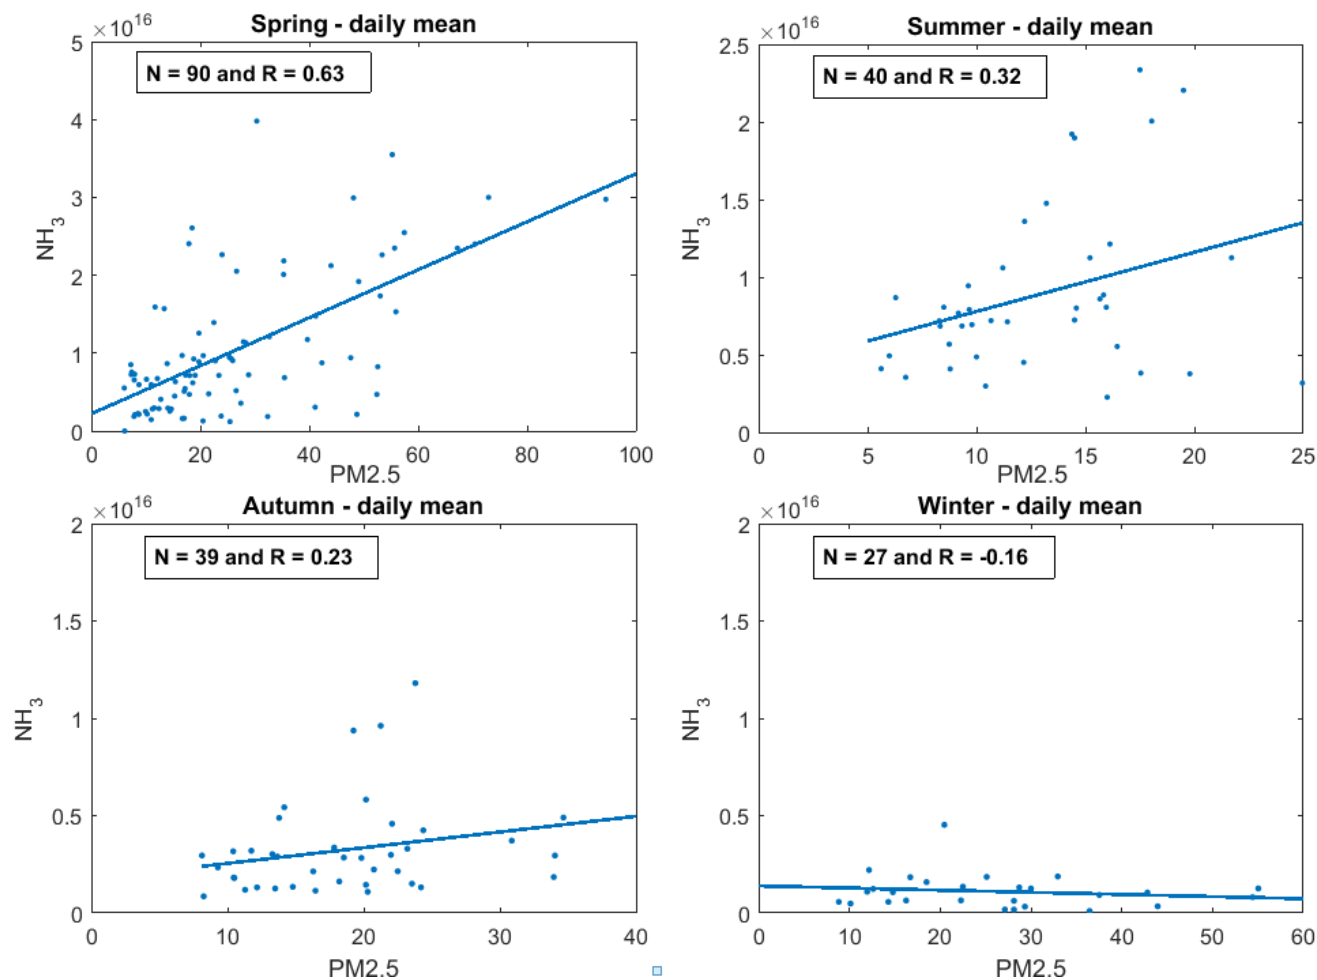 Spring - daily mean
×10^16
N = 90 and R = 0.63
5
4
3
2
1
0
NH₃
0 20 40 60 80 100
PM2.5
Summer - daily mean
×10^16
N = 40 and R = 0.32
2.5
2
1.5
1
0.5
0
NH₃
0 5 10 15 20 25
PM2.5
Autumn - daily mean
×10^16
N = 39 and R = 0.23
2
1.5
1
0.5
0
NH₃
0 10 20 30 40
PM2.5
Winter - daily mean
×10^16
N = 27 and R = -0.16
2
1.5
1
0.5
0
NH₃
0 10 20 30 40 50 60
PM2.5